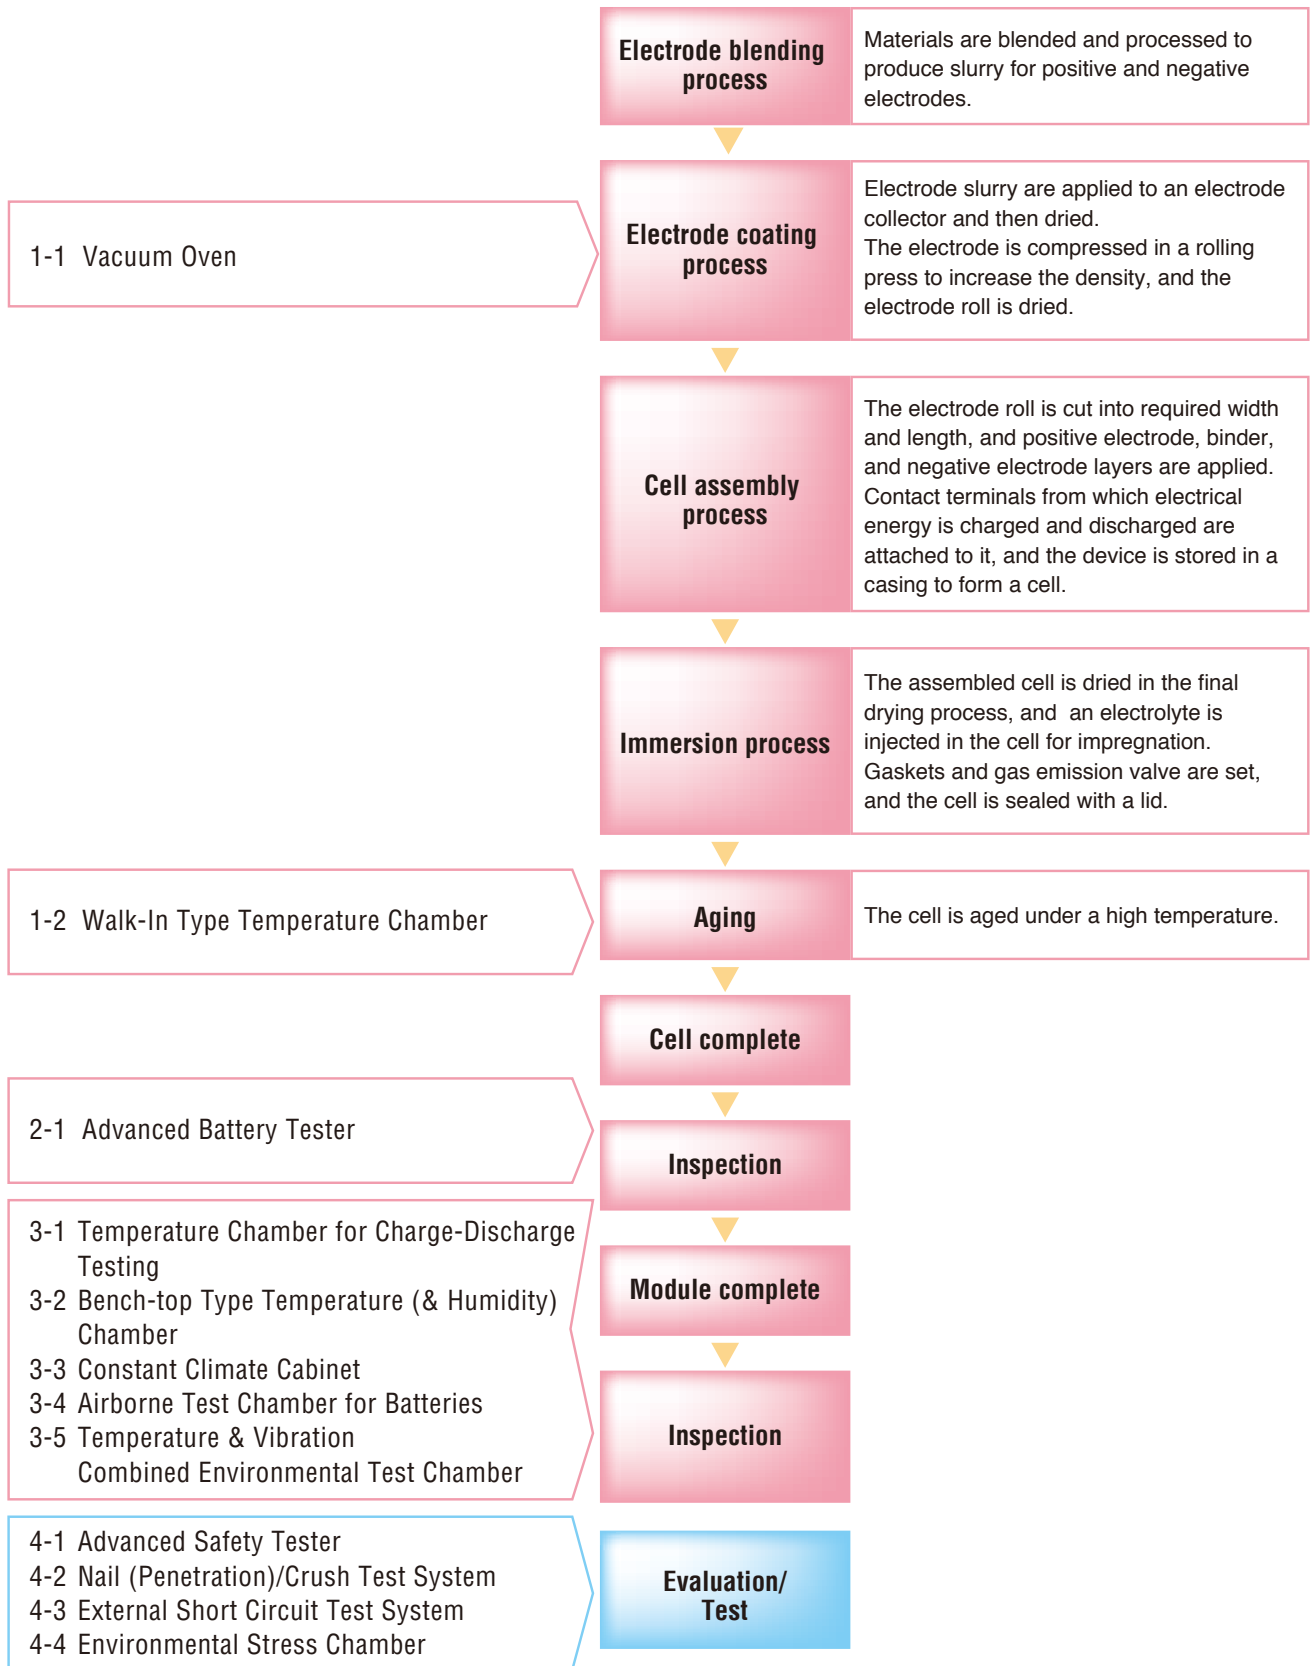 Electrode blending
process
Materials are blended and processed to
produce slurry for positive and negative
electrodes.
1-1 Vacuum Oven
Electrode coating
process
Electrode slurry are applied to an electrode
collector and then dried.
The electrode is compressed in a rolling
press to increase the density, and the
electrode roll is dried.
Cell assembly
process
The electrode roll is cut into required width
and length, and positive electrode, binder,
and negative electrode layers are applied.
Contact terminals from which electrical
energy is charged and discharged are
attached to it, and the device is stored in a
casing to form a cell.
Immersion process
The assembled cell is dried in the final
drying process, and an electrolyte is
injected in the cell for impregnation.
Gaskets and gas emission valve are set,
and the cell is sealed with a lid.
1-2 Walk-In Type Temperature Chamber
Aging
The cell is aged under a high temperature.
Cell complete
2-1 Advanced Battery Tester
Inspection
3-1 Temperature Chamber for Charge-Discharge
Testing
3-2 Bench-top Type Temperature (& Humidity)
Chamber
3-3 Constant Climate Cabinet
3-4 Airborne Test Chamber for Batteries
3-5 Temperature & Vibration
Combined Environmental Test Chamber
Module complete
Inspection
4-1 Advanced Safety Tester
4-2 Nail (Penetration)/Crush Test System
4-3 External Short Circuit Test System
4-4 Environmental Stress Chamber
Evaluation/
Test